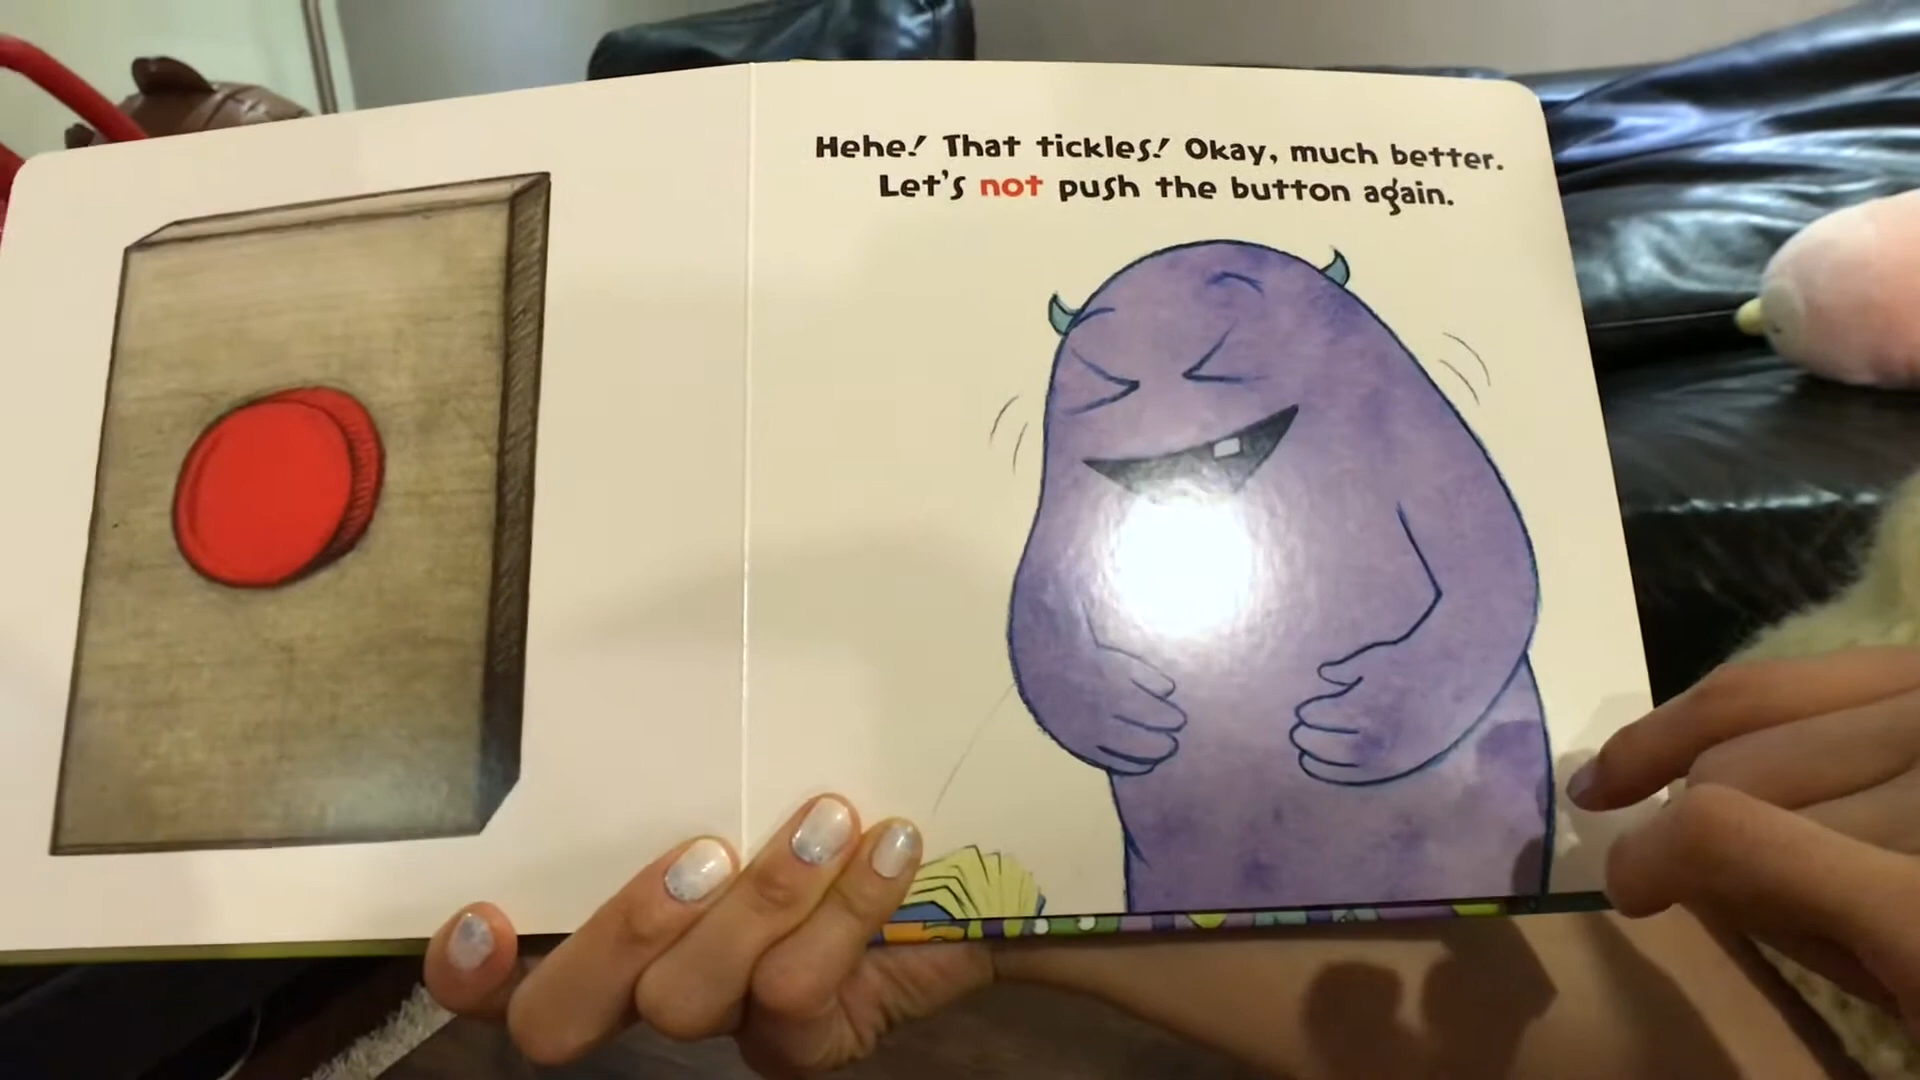 Hehe! That tickles! Okay, much better.
Let's not push the button again.